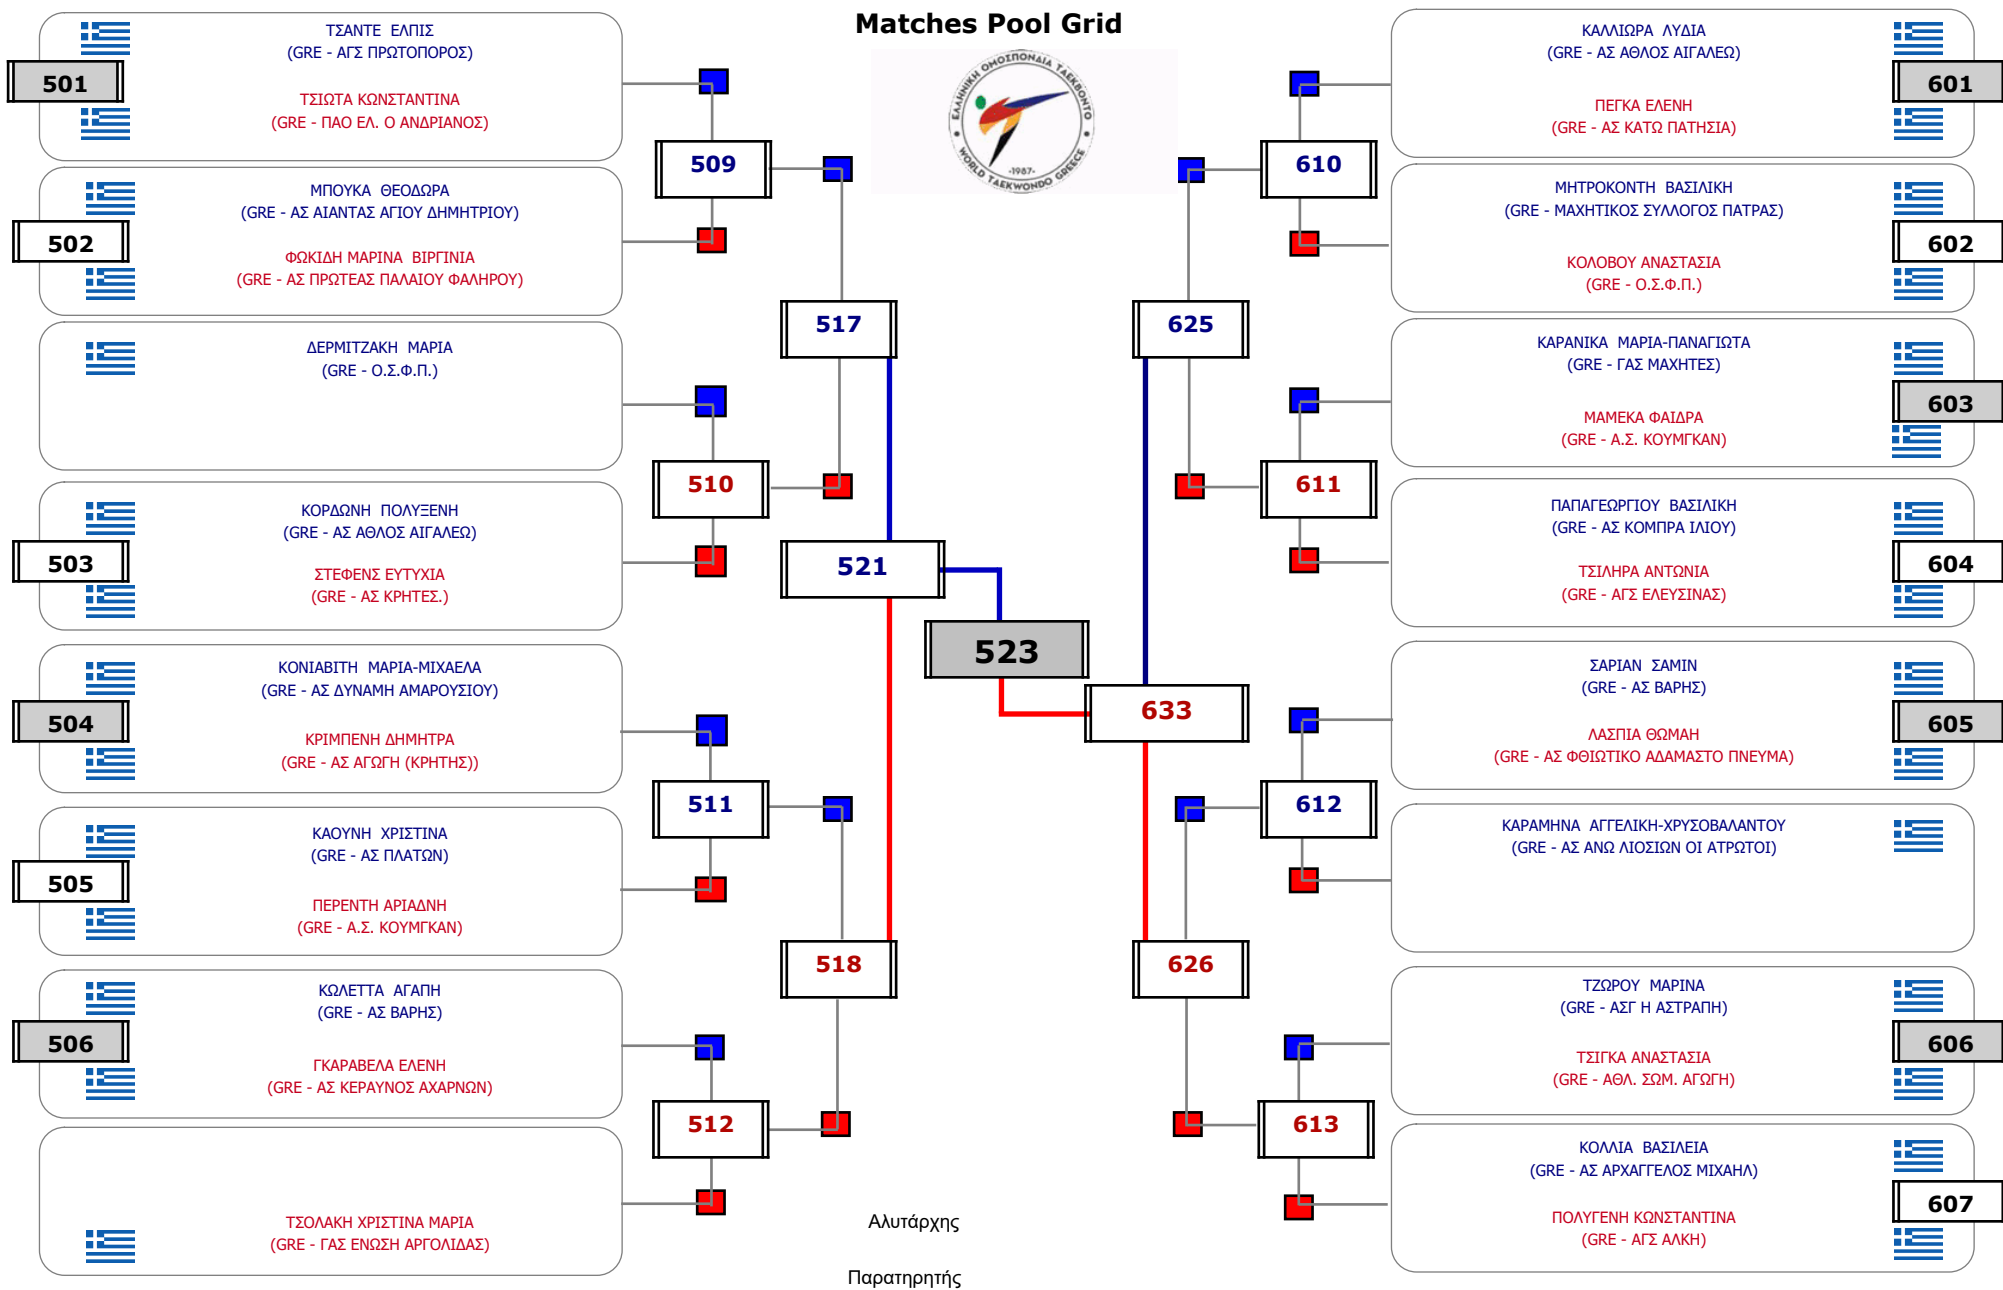 Matches Pool Grid
ΕΛΛΗΝΙΚΗ ΟΜΟΣΠΟΝΔΙΑ ΤΑΕΚΒΟΝΤΟ
-1987-
WORLD TAEKWONDO GREECE
ΤΣΑΝΤΕ ΕΛΠΙΣ
(GRE - ΑΓΣ ΠΡΩΤΟΠΟΡΟΣ)
501
ΤΣΙΩΤΑ ΚΩΝΣΤΑΝΤΙΝΑ
(GRE - ΠΑΟ ΕΛ. Ο ΑΝΔΡΙΑΝΟΣ)
ΜΠΟΥΚΑ ΘΕΟΔΩΡΑ
(GRE - ΑΣ ΑΙΑΝΤΑΣ ΑΓΙΟΥ ΔΗΜΗΤΡΙΟΥ)
502
ΦΩΚΙΔΗ ΜΑΡΙΝΑ ΒΙΡΓΙΝΙΑ
(GRE - ΑΣ ΠΡΩΤΕΑΣ ΠΑΛΑΙΟΥ ΦΑΛΗΡΟΥ)
ΔΕΡΜΙΤΖΑΚΗ ΜΑΡΙΑ
(GRE - Ο.Σ.Φ.Π.)
ΚΟΡΔΩΝΗ ΠΟΛΥΞΕΝΗ
(GRE - ΑΣ ΑΘΛΟΣ ΑΙΓΑΛΕΩ)
503
ΣΤΕΦΕΝΣ ΕΥΤΥΧΙΑ
(GRE - ΑΣ ΚΡΗΤΕΣ.)
ΚΟΝΙΑΒΙΤΗ ΜΑΡΙΑ-ΜΙΧΑΕΛΑ
(GRE - ΑΣ ΔΥΝΑΜΗ ΑΜΑΡΟΥΣΙΟΥ)
504
ΚΡΙΜΠΕΝΗ ΔΗΜΗΤΡΑ
(GRE - ΑΣ ΑΓΩΓΗ (ΚΡΗΤΗΣ))
ΚΑΟΥΝΗ ΧΡΙΣΤΙΝΑ
(GRE - ΑΣ ΠΛΑΤΩΝ)
505
ΠΕΡΕΝΤΗ ΑΡΙΑΔΝΗ
(GRE - Α.Σ. ΚΟΥΜΓΚΑΝ)
ΚΩΛΕΤΤΑ ΑΓΑΠΗ
(GRE - ΑΣ ΒΑΡΗΣ)
506
ΓΚΑΡΑΒΕΛΑ ΕΛΕΝΗ
(GRE - ΑΣ ΚΕΡΑΥΝΟΣ ΑΧΑΡΝΩΝ)
ΤΣΟΛΑΚΗ ΧΡΙΣΤΙΝΑ ΜΑΡΙΑ
(GRE - ΓΑΣ ΕΝΩΣΗ ΑΡΓΟΛΙΔΑΣ)
509
510
511
512
517
518
521
523
633
625
626
610
611
612
613
ΚΑΛΛΙΩΡΑ ΛΥΔΙΑ
(GRE - ΑΣ ΑΘΛΟΣ ΑΙΓΑΛΕΩ)
601
ΠΕΓΚΑ ΕΛΕΝΗ
(GRE - ΑΣ ΚΑΤΩ ΠΑΤΗΣΙΑ)
ΜΗΤΡΟΚΟΝΤΗ ΒΑΣΙΛΙΚΗ
(GRE - ΜΑΧΗΤΙΚΟΣ ΣΥΛΛΟΓΟΣ ΠΑΤΡΑΣ)
602
ΚΟΛΟΒΟΥ ΑΝΑΣΤΑΣΙΑ
(GRE - Ο.Σ.Φ.Π.)
ΚΑΡΑΝΙΚΑ ΜΑΡΙΑ-ΠΑΝΑΓΙΩΤΑ
(GRE - ΓΑΣ ΜΑΧΗΤΕΣ)
603
ΜΑΜΕΚΑ ΦΑΙΔΡΑ
(GRE - Α.Σ. ΚΟΥΜΓΚΑΝ)
ΠΑΠΑΓΕΩΡΓΙΟΥ ΒΑΣΙΛΙΚΗ
(GRE - ΑΣ ΚΟΜΠΡΑ ΙΛΙΟΥ)
604
ΤΣΙΛΗΡΑ ΑΝΤΩΝΙΑ
(GRE - ΑΓΣ ΕΛΕΥΣΙΝΑΣ)
ΣΑΡΙΑΝ ΣΑΜΙΝ
(GRE - ΑΣ ΒΑΡΗΣ)
605
ΛΑΣΠΙΑ ΘΩΜΑΗ
(GRE - ΑΣ ΦΘΙΩΤΙΚΟ ΑΔΑΜΑΣΤΟ ΠΝΕΥΜΑ)
ΚΑΡΑΜΗΝΑ ΑΓΓΕΛΙΚΗ-ΧΡΥΣΟΒΑΛΑΝΤΟΥ
(GRE - ΑΣ ΑΝΩ ΛΙΟΣΙΩΝ ΟΙ ΑΤΡΩΤΟΙ)
ΤΖΩΡΟΥ ΜΑΡΙΝΑ
(GRE - ΑΣΓ Η ΑΣΤΡΑΠΗ)
606
ΤΣΙΓΚΑ ΑΝΑΣΤΑΣΙΑ
(GRE - ΑΘΛ. ΣΩΜ. ΑΓΩΓΗ)
ΚΟΛΛΙΑ ΒΑΣΙΛΕΙΑ
(GRE - ΑΣ ΑΡΧΑΓΓΕΛΟΣ ΜΙΧΑΗΛ)
607
ΠΟΛΥΓΕΝΗ ΚΩΝΣΤΑΝΤΙΝΑ
(GRE - ΑΓΣ ΑΛΚΗ)
Αλυτάρχης
Παρατηρητής